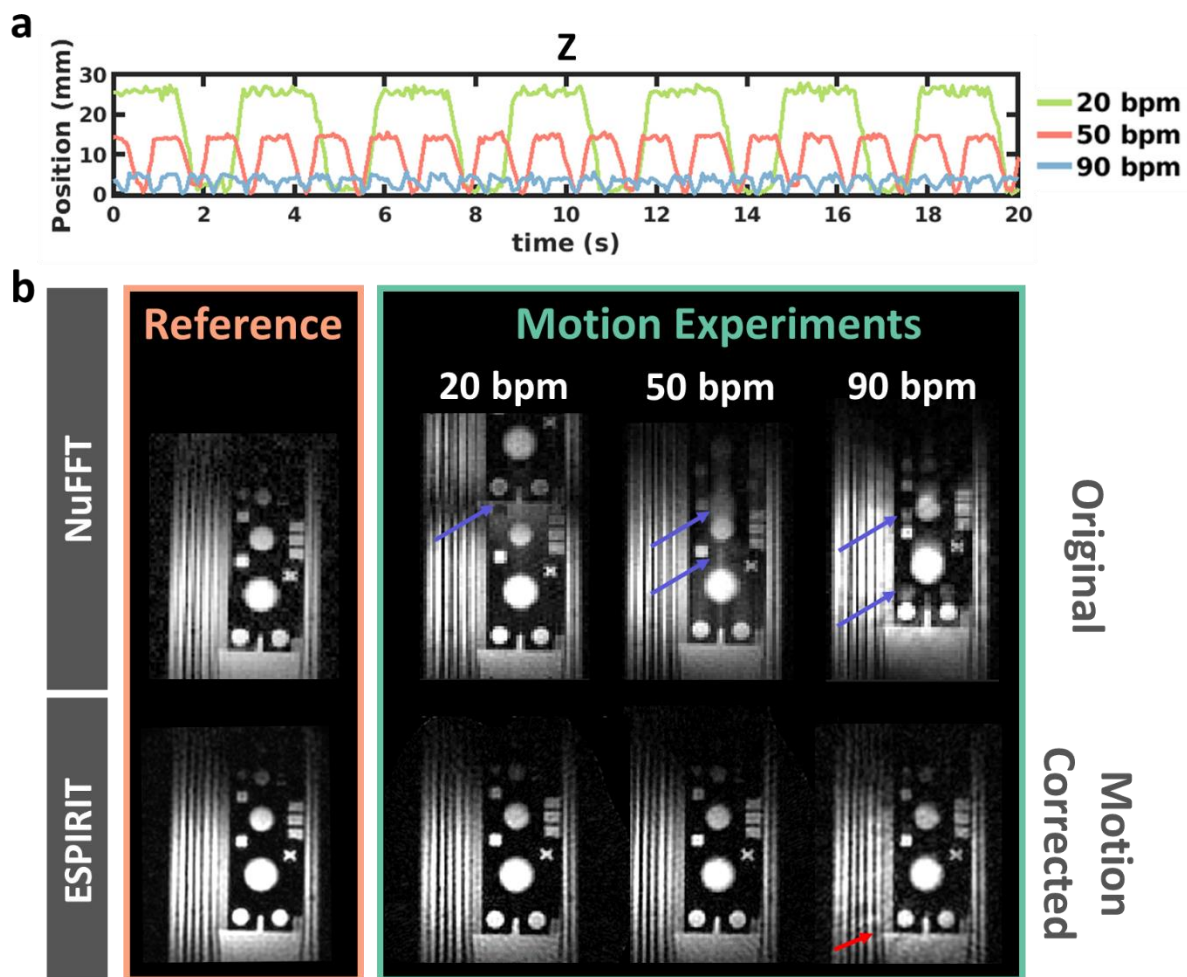 a
Z
Position (mm)
30
20
10
0
0 2 4 6 8 10 12 14 16 18 20
time (s)
20 bpm
50 bpm
90 bpm
b
Reference
Motion Experiments
20 bpm 50 bpm 90 bpm
NuFFT
Original
ESPIRIT
Motion
Corrected